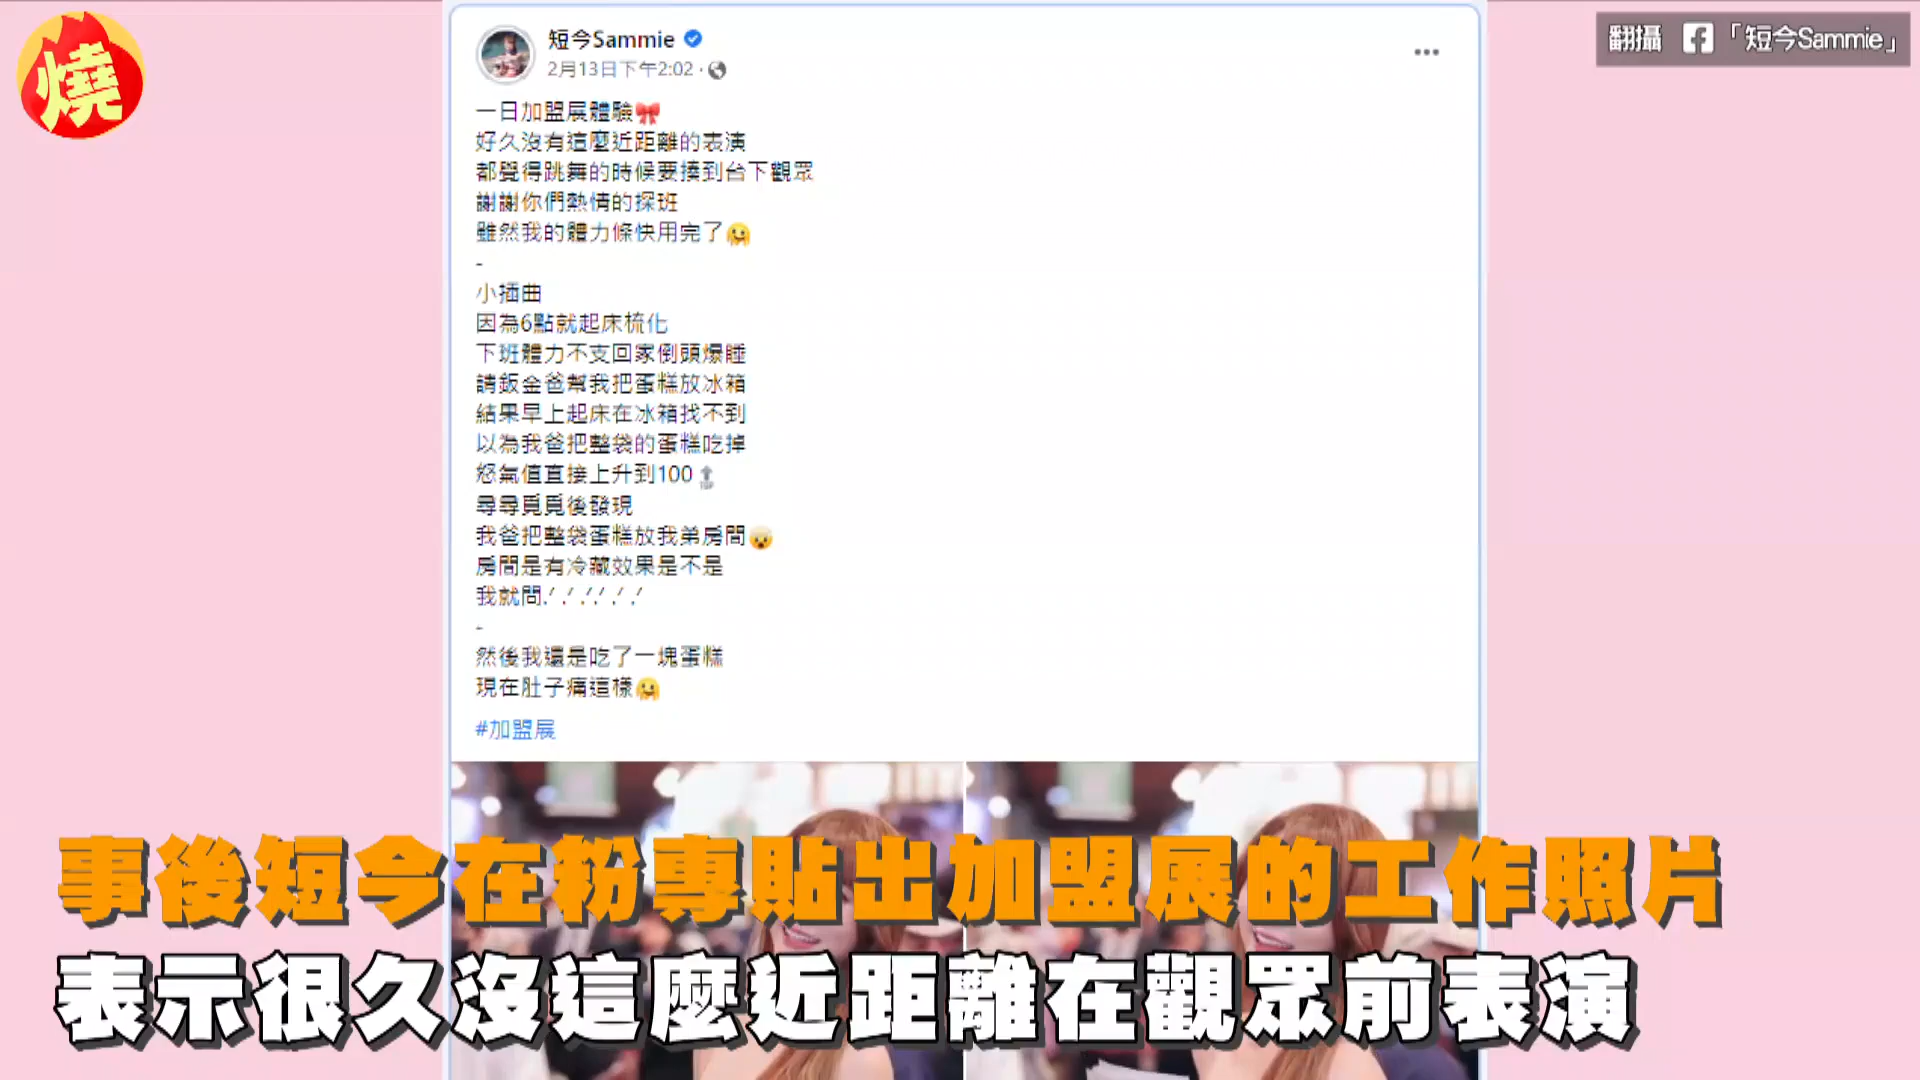 燒
翻攝 「短今Sammie」
短今Sammie
2月13日下午2:02
一日加盟展體驗
好久沒有這麼近距離的表演
都覺得跳舞的時候要揍到台下觀眾
謝謝你們熱情的探班
雖然我的體力條快用完了
-
小插曲
因為6點就起床梳化
下班體力不支回家倒頭爆睡
請鈑金爸幫我把蛋糕放冰箱
結果早上起床在冰箱找不到
以為我爸把整袋的蛋糕吃掉
怒氣值直接上升到100
尋尋覓覓後發現
我爸把整袋蛋糕放我弟房間
房間是有冷藏效果是不是
我就問!!!!!!
-
然後我還是吃了一塊蛋糕
現在肚子痛這樣
#加盟展
事後短今在粉專貼出加盟展的工作照片
表示很久沒這麼近距離在觀眾前表演